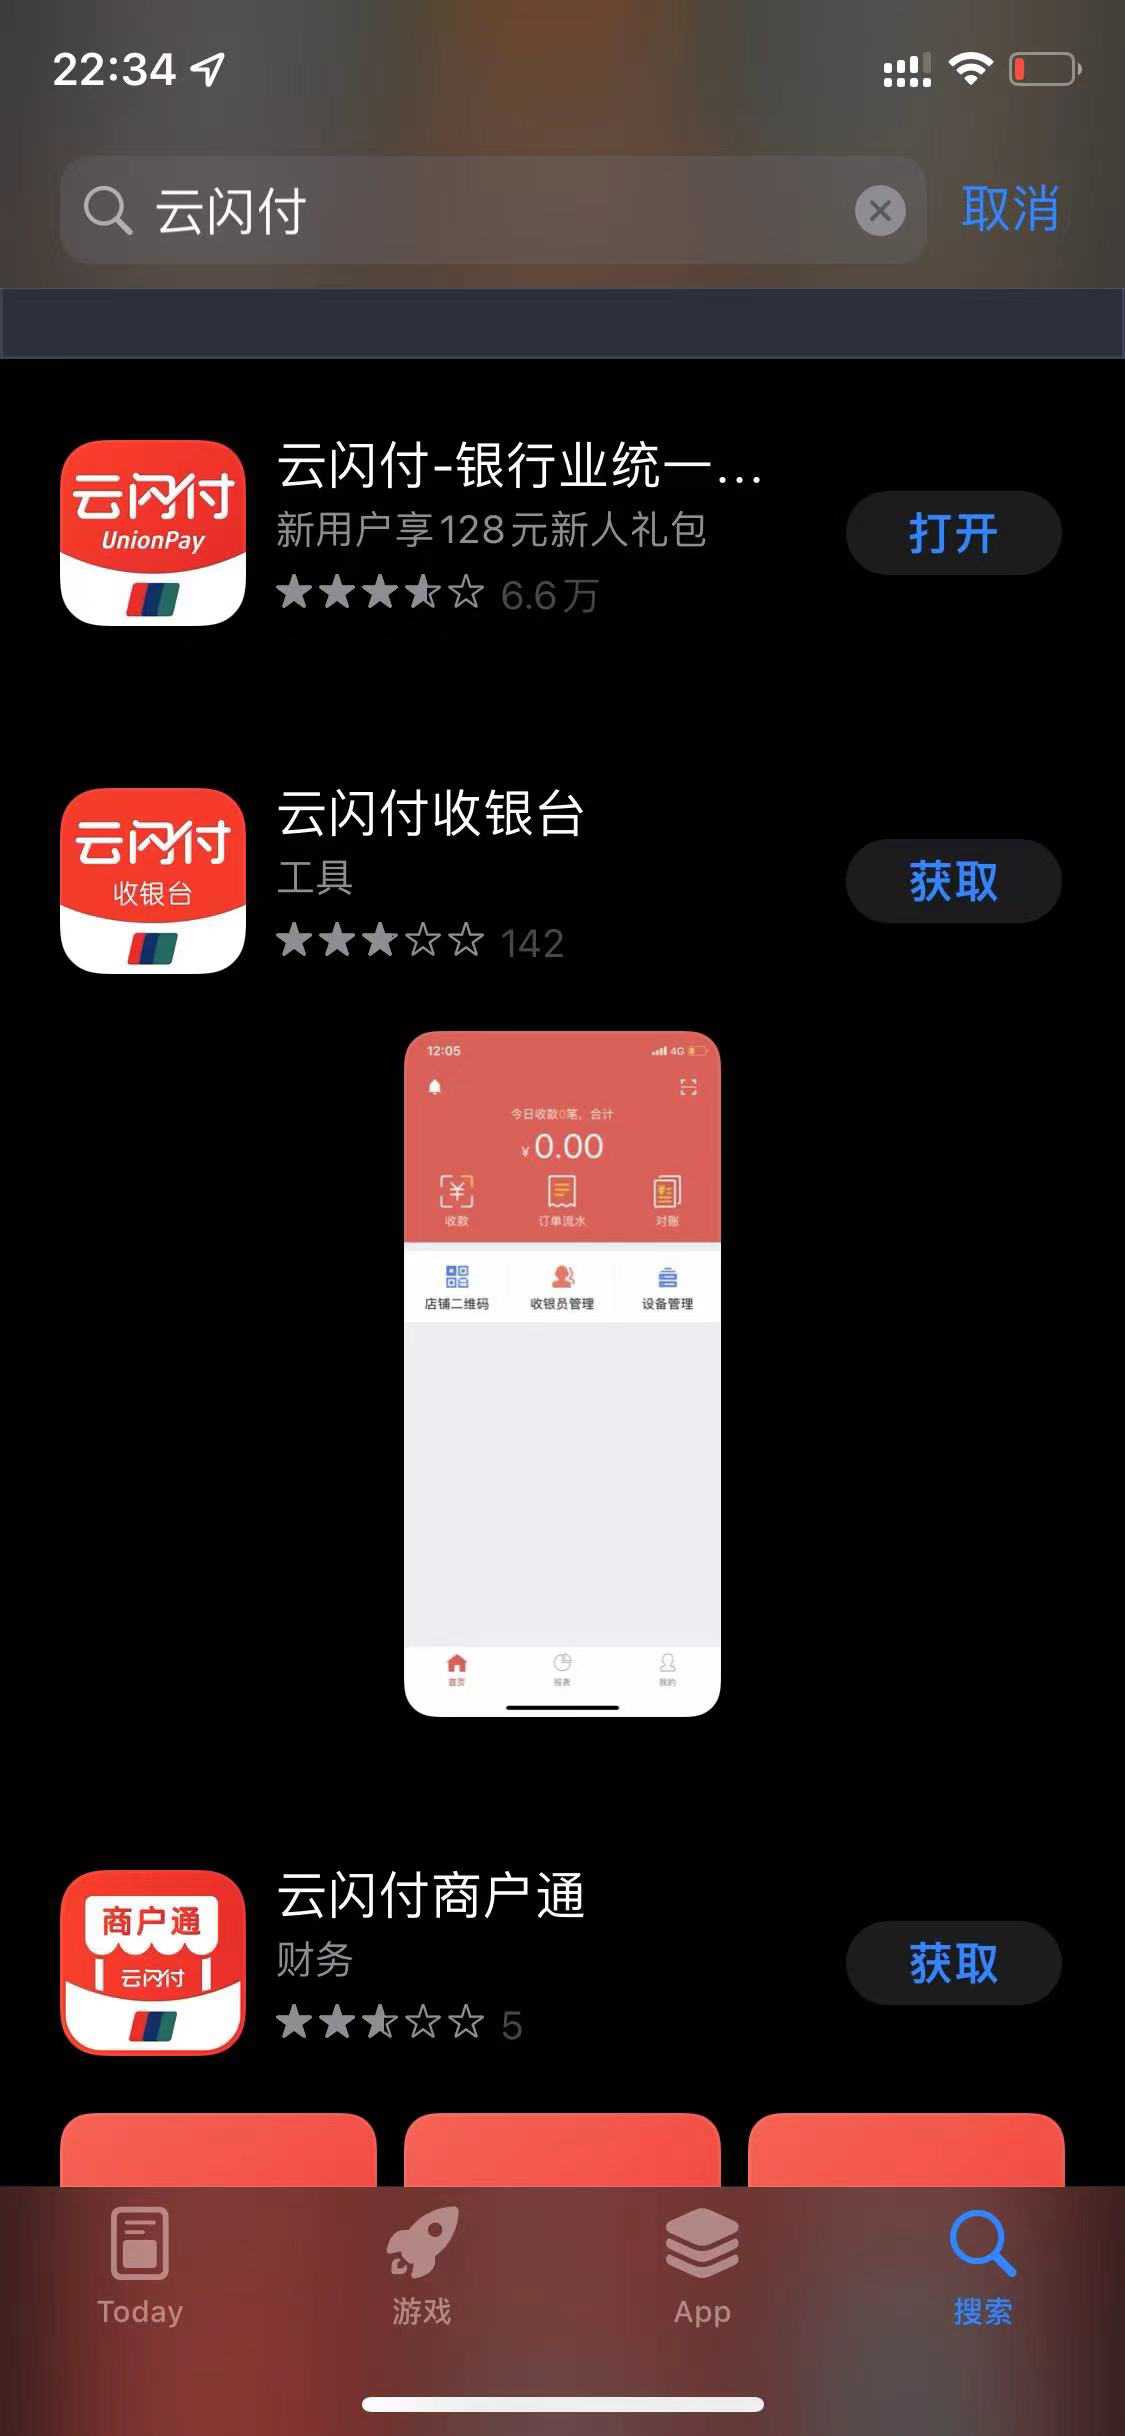 22:34
云闪付
取消
云闪付
UnionPay
云闪付-银行业统一...
新用户享128元新人礼包
6.6万
打开
云闪付
收银台
云闪付收银台
工具
142
获取
12:05
4G
今日收款0笔，合计
¥0.00
收款
订单流水
对账
店铺二维码
收银员管理
设备管理
首页
报表
我的
商户通
云闪付
云闪付商户通
财务
5
获取
Today
游戏
App
搜索